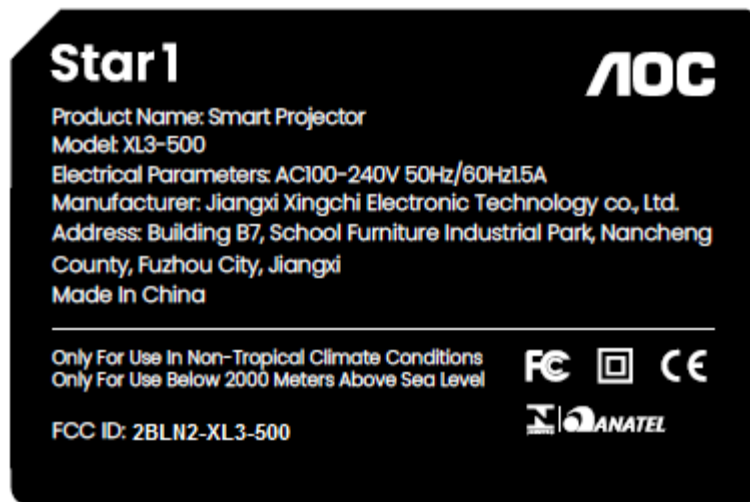 Star1
AOC
Product Name: Smart Projector
Model: XL3-500
Electrical Parameters: AC100-240V 50Hz/60Hz1.5A
Manufacturer: Jiangxi Xingchi Electronic Technology co., Ltd.
Address: Building B7, School Furniture Industrial Park, Nancheng
County, Fuzhou City, Jiangxi
Made In China
Only For Use In Non-Tropical Climate Conditions
Only For Use Below 2000 Meters Above Sea Level
FC CE
ANATEL
FCC ID: 2BLN2-XL3-500